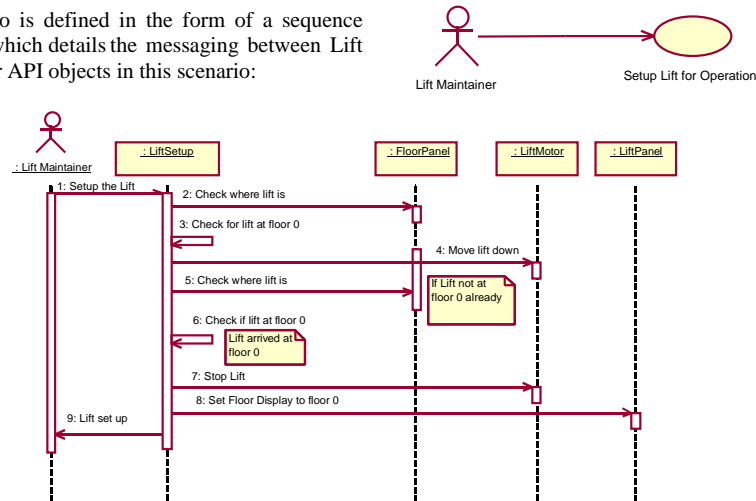 o is defined in the form of a sequence
which details the messaging between Lift
r API objects in this scenario:
Lift Maintainer
Setup Lift for Operation
: Lift Maintainer
: LiftSetup
: FloorPanel
: LiftMotor
: LiftPanel
1: Setup the Lift
2: Check where lift is
3: Check for lift at floor 0
4: Move lift down
5: Check where lift is
If Lift not at
floor 0 already
6: Check if lift at floor 0
Lift arrived at
floor 0
7: Stop Lift
8: Set Floor Display to floor 0
9: Lift set up